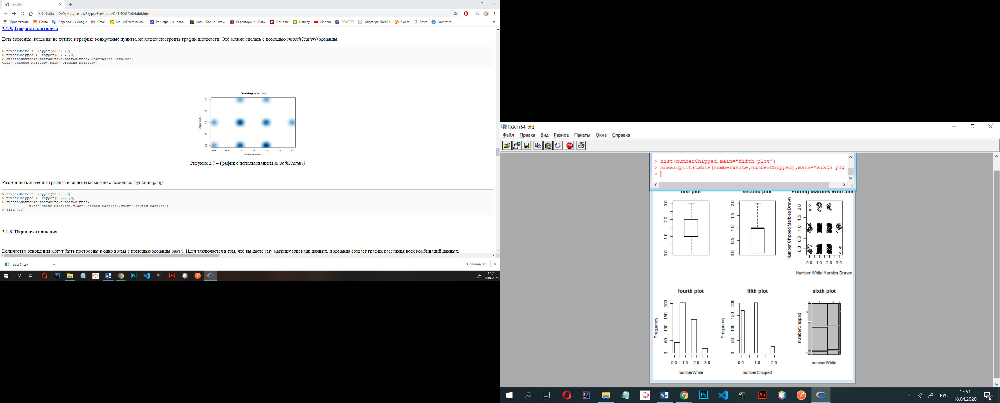 lab6.htm
Файл D:/Университет/3курс/6семестр/СиТИОД/lb6/lab6.htm
Приложения Почта Переводчик Google Gmail Мой AliExpress: Уп... Регистрация новог... Лапин Борис - ска... Рефакторинг и Пат... GoHome Hata.by Sindom REALT.BY Квартира-Дом.BY Slanet Resta Domovita »
2.1.5. Графики плотности
Есть моменты, когда вы не хотите в графике конкретные пункты, но хотите построить график плотности. Это можно сделать с помощью smoothScatter() команды.
> numberWhite <- rhyper(30,4,5,3)
> numberChipped <- rhyper(30,2,7,3)
> smoothScatter(numberWhite,numberChipped,xlab="White Marbles",
ylab="Chipped Marbles",main="Drawing Marbles")
Drawing Marbles
Chipped Marbles
2.0
1.5
1.0
0.5
0.0
0.0 0.5 1.0 1.5 2.0 2.5 3.0
White Marbles
Рисунок 2.7 – График с использованием smoothScatter()
Разъединить значения графика в виде сетки можно с помощью функции grid().
> numberWhite <- rhyper(30,4,5,3)
> numberChipped <- rhyper(30,2,7,3)
> smoothScatter(numberWhite,numberChipped,
xlab="White Marbles",ylab="Chipped Marbles",main="Drawing Marbles")
> grid(4,3)
2.1.6. Парные отношения
Количество отношения могут быть построены в одно время с помощью команды pairs(). Идея заключается в том, что вы даете ему матрицу или кадр данных, и команда создает график рассеяния всех комбинаций данных.
trees91.csv
Показать все
17:51
18.04.2020
RGui (64-bit)
Файл Правка Вид Разное Пакеты Окна Справка
STOP
> hist(numberChipped,main="fifth plot")
> mosaicplot(table(numberWhite,numberChipped),main="sixth pl$
>
first plot
3.0
2.0
1.0
0.0
second plot
2.0
1.5
1.0
0.5
0.0
Pulling Marbles With Jitt
Number Chipped Marbles Drawn
2.0
1.5
1.0
0.5
0.0
0.0 1.0 2.0 3.0
Number White Marbles Drawn
fourth plot
Frequency
200
150
100
50
0
0.0 1.0 2.0 3.0
numberWhite
fifth plot
Frequency
200
150
100
50
0
0.0 1.0 2.0
numberChipped
sixth plot
0 1 2 3
numberChipped
0
1
2
numberWhite
IJ Ps An
РУС
17:51
18.04.2020
6